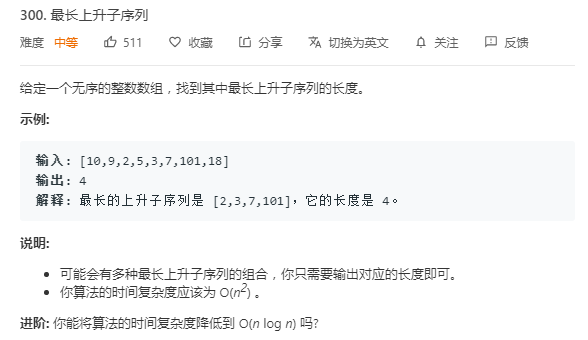 300. 最长上升子序列
难度 中等 511 收藏 分享 切换为英文 关注 反馈
给定一个无序的整数数组，找到其中最长上升子序列的长度。
示例:
输入: [10,9,2,5,3,7,101,18]
输出: 4
解释: 最长的上升子序列是 [2,3,7,101]，它的长度是 4。
说明:
• 可能会有多种最长上升子序列的组合，你只需要输出对应的长度即可。
• 你算法的时间复杂度应该为 O(n²) 。
进阶: 你能将算法的时间复杂度降低到 O(n log n) 吗?